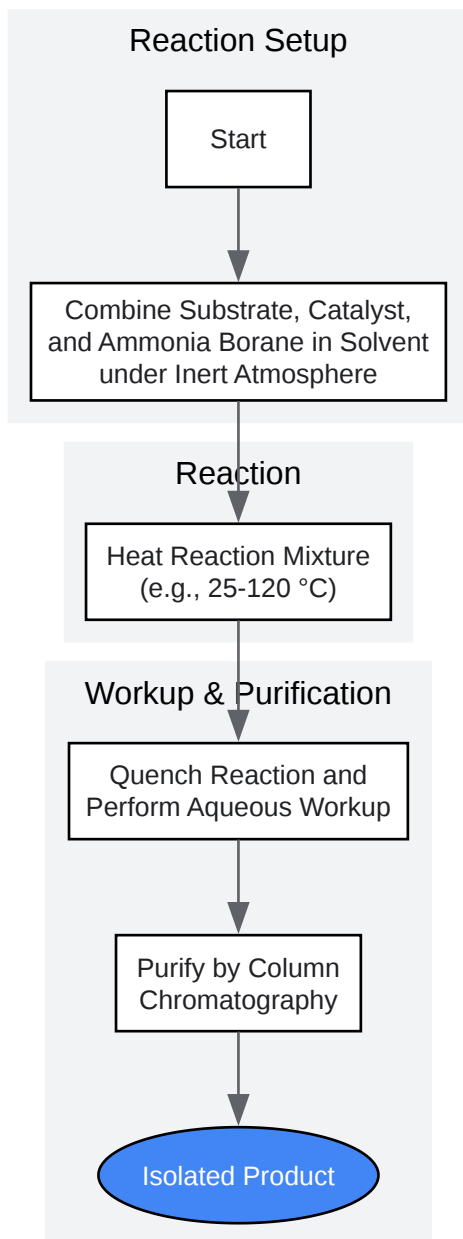 Reaction Setup
Start
Combine Substrate, Catalyst,
and Ammonia Borane in Solvent
under Inert Atmosphere
Reaction
Heat Reaction Mixture
(e.g., 25-120 °C)
Workup & Purification
Quench Reaction and
Perform Aqueous Workup
Purify by Column
Chromatography
Isolated Product